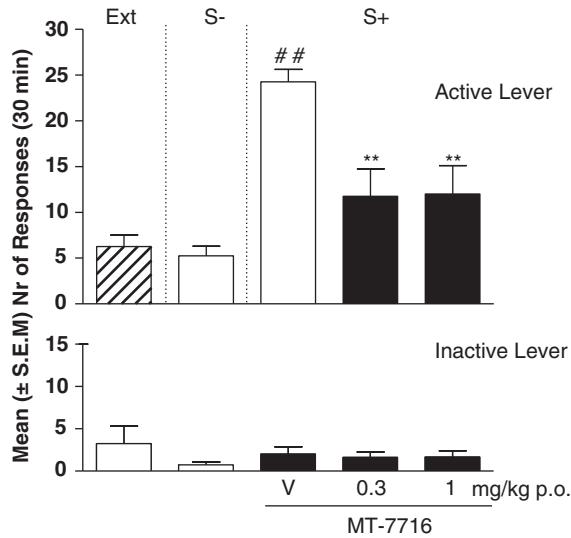 Ext S- S+
Mean (± S.E.M) Nr of Responses (30 min)
30
25
20
15
10
5
0
##
** **
Active Lever
15
10
5
0
Inactive Lever
V 0.3 1 mg/kg p.o.
MT-7716